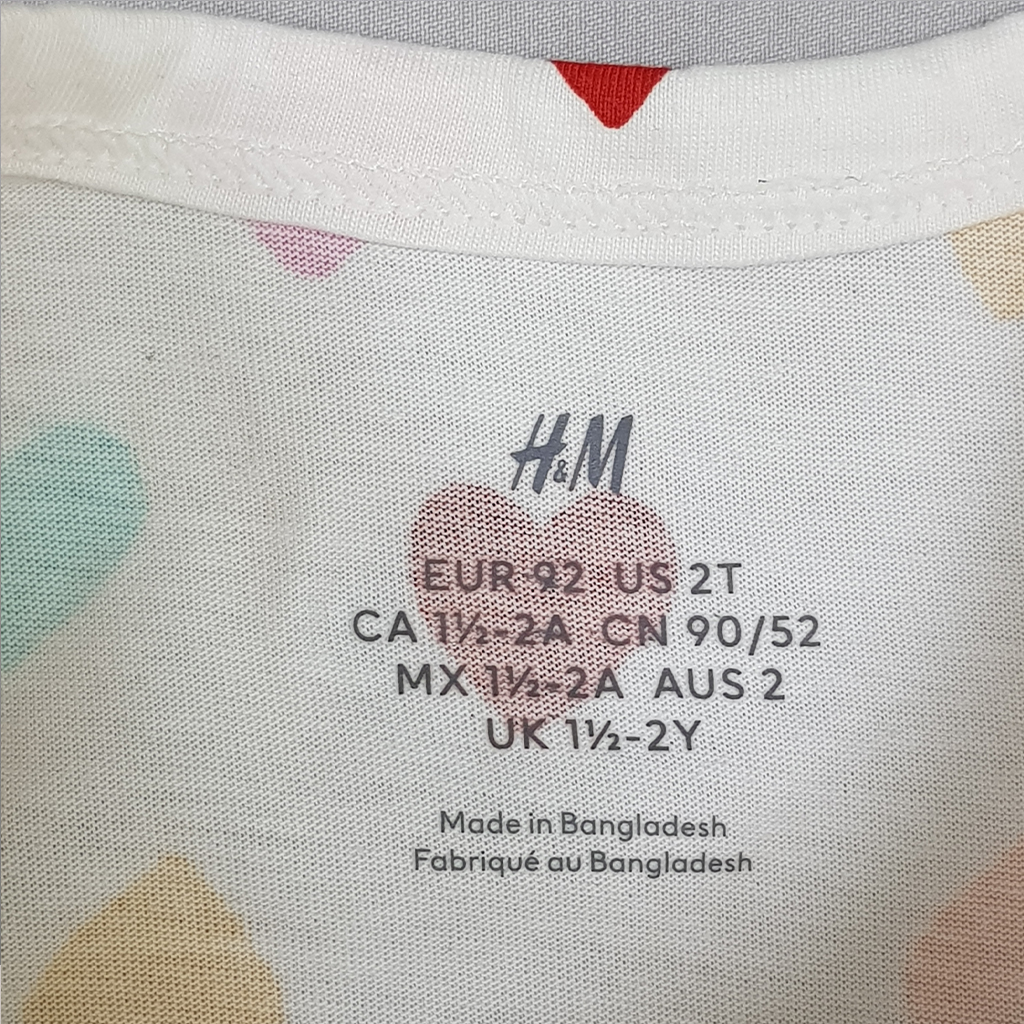 H&M
EUR 92 US 2T
CA 1½-2A CN 90/52
MX 1½-2A AUS 2
UK 1½-2Y
Made in Bangladesh
Fabriqué au Bangladesh